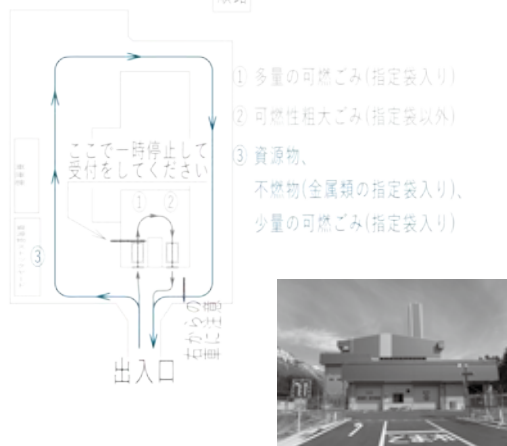 ① 多量の可燃ごみ(指定袋入り)
② 可燃性粗大ごみ(指定袋以外)
③ 資源物、
不燃物(金属類の指定袋入り)、
少量の可燃ごみ(指定袋入り)
ここで一時停止して
受付をしてください
① ②
③
右からの
車に注意
出入口